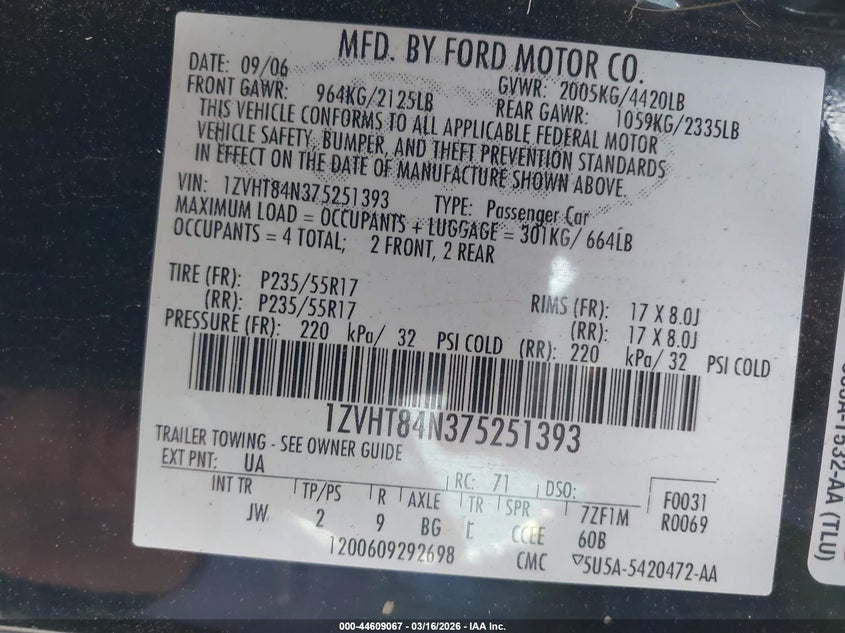 MFD. BY FORD MOTOR CO.
DATE: 09/06 GVWR: 2005KG/4420LB
FRONT GAWR: 964KG/2125LB REAR GAWR: 1059KG/2335LB
THIS VEHICLE CONFORMS TO ALL APPLICABLE FEDERAL MOTOR
VEHICLE SAFETY, BUMPER, AND THEFT PREVENTION STANDARDS
IN EFFECT ON THE DATE OF MANUFACTURE SHOWN ABOVE.
VIN: 1ZVHT84N375251393 TYPE: Passenger Car
MAXIMUM LOAD = OCCUPANTS + LUGGAGE = 301KG/ 664LB
OCCUPANTS = 4 TOTAL; 2 FRONT, 2 REAR
TIRE (FR): P235/55R17 RIMS (FR): 17 X 8.0J
(RR): P235/55R17 (RR): 17 X 8.0J
PRESSURE (FR): 220 kPa/ 32 PSI COLD (RR): 220 kPa/ 32 PSI COLD
1ZVHT84N375251393
TRAILER TOWING - SEE OWNER GUIDE
EXT PNT: UA RC: 71 DSO: F0031
INT TR TP/PS R AXLE TR SPR 7ZF1M R0069
JW 2 9 BG CCEE 60B
1200609292698 CMC ▽5U5A-5420472-AA
1532-AA (TLU)
000-44609067 - 03/16/2026 - IAA Inc.